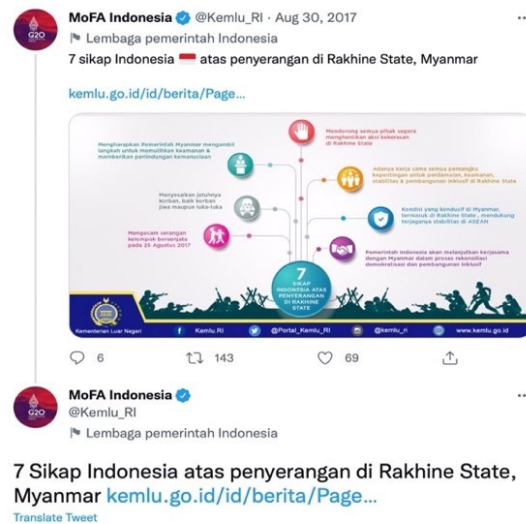 MoFA Indonesia @Kemlu_RI · Aug 30, 2017
G20
Lembaga pemerintah Indonesia
7 sikap Indonesia atas penyerangan di Rakhine State, Myanmar
kemlu.go.id/id/berita/Page...
Mendorong semua pihak segera
menghentikan aksi kekerasan
di Rakhine State
Mengharapkan Pemerintah Myanmar mengambil
langkah untuk memulihkan keamanan &
memberikan perlindungan kemanusiaan
Adanya kerja sama semua pemangku
kepentingan untuk perdamaian, keamanan,
stabilitas & pembangunan inklusif di Rakhine State
Menyesalkan jatuhnya
korban, baik korban
jiwa maupun luka-luka
Kondisi yang kondusif di Myanmar,
termasuk di Rakhine State, mendukung
terjaganya stabilitas di ASEAN
Mengecam serangan
kelompok bersenjata
pada 25 Agustus 2017
Pemerintah Indonesia akan melanjutkan kerjasama
dengan Myanmar dalam proses rekonsiliasi
demokratisasi dan pembangunan inklusif
7
SIKAP
INDONESIA ATAS
PENYERANGAN
DI RAKHINE
STATE
Kementerian Luar Negeri
Kemlu.RI
@Portal_Kemlu_RI
@kemlu_ri
www.kemlu.go.id
6 143 69
MoFA Indonesia
@Kemlu_RI
G20
Lembaga pemerintah Indonesia
7 Sikap Indonesia atas penyerangan di Rakhine State,
Myanmar kemlu.go.id/id/berita/Page...
Translate Tweet